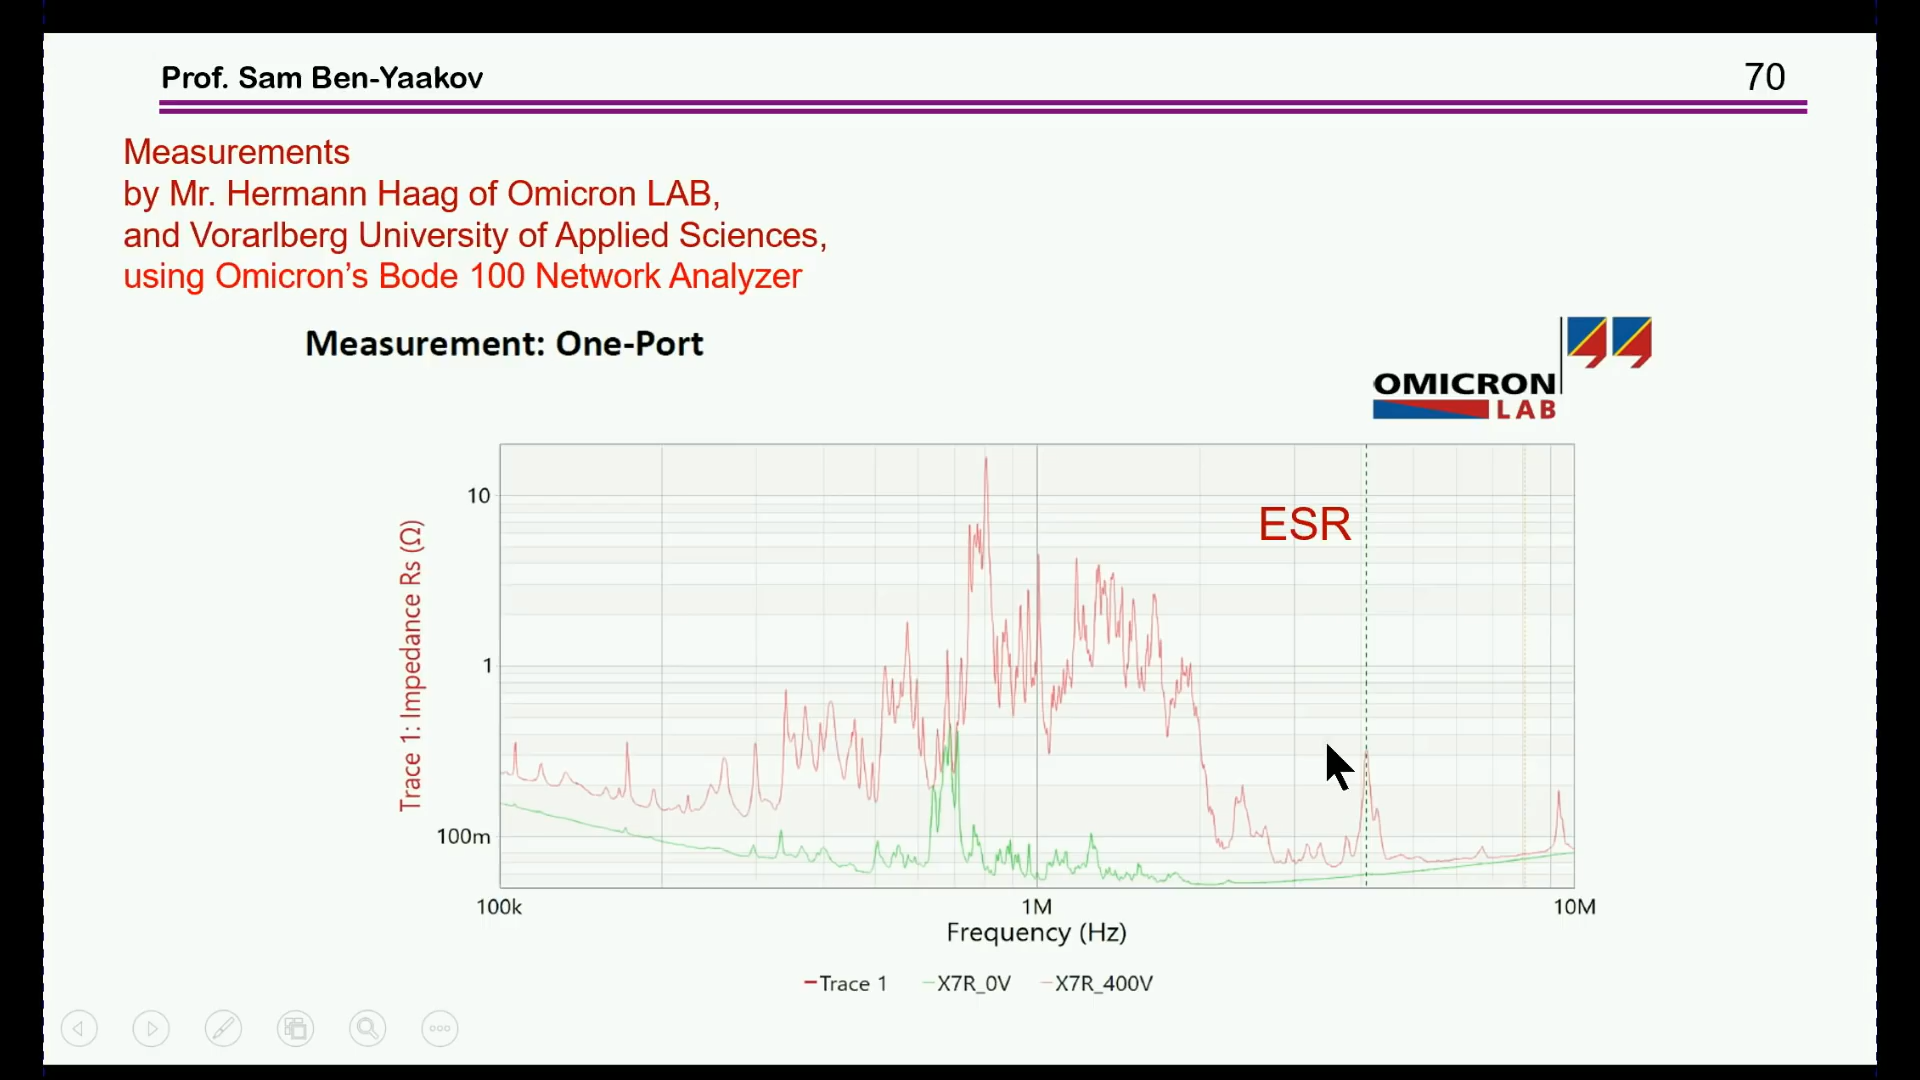 Prof. Sam Ben-Yaakov
70
Measurements
by Mr. Hermann Haag of Omicron LAB,
and Vorarlberg University of Applied Sciences,
using Omicron’s Bode 100 Network Analyzer
Measurement: One-Port
OMICRON
LAB
Trace 1: Impedance Rs (Ω)
10
1
100m
ESR
100k
1M
10M
Frequency (Hz)
Trace 1 X7R_0V X7R_400V